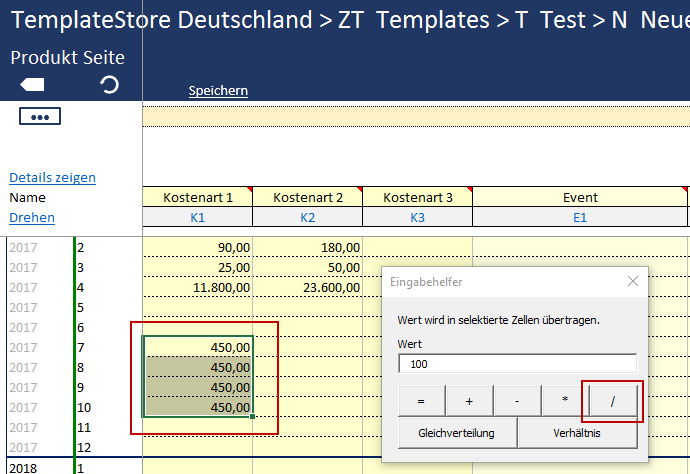 TemplateStore Deutschland > ZT Templates > T Test > N Neue
Produkt Seite
Speichern
Details zeigen
Name Kostenart 1 Kostenart 2 Kostenart 3 Event
Drehen K1 K2 K3 E1
2017 2 90,00 180,00
2017 3 25,00 50,00
2017 4 11.800,00 23.600,00
2017 5
2017 6
2017 7 450,00
2017 8 450,00
2017 9 450,00
2017 10 450,00
2017 11
2017 12
2018 1
Eingabehelfer
Wert wird in selektierte Zellen übertragen.
Wert
100
= + - * /
Gleichverteilung Verhältnis